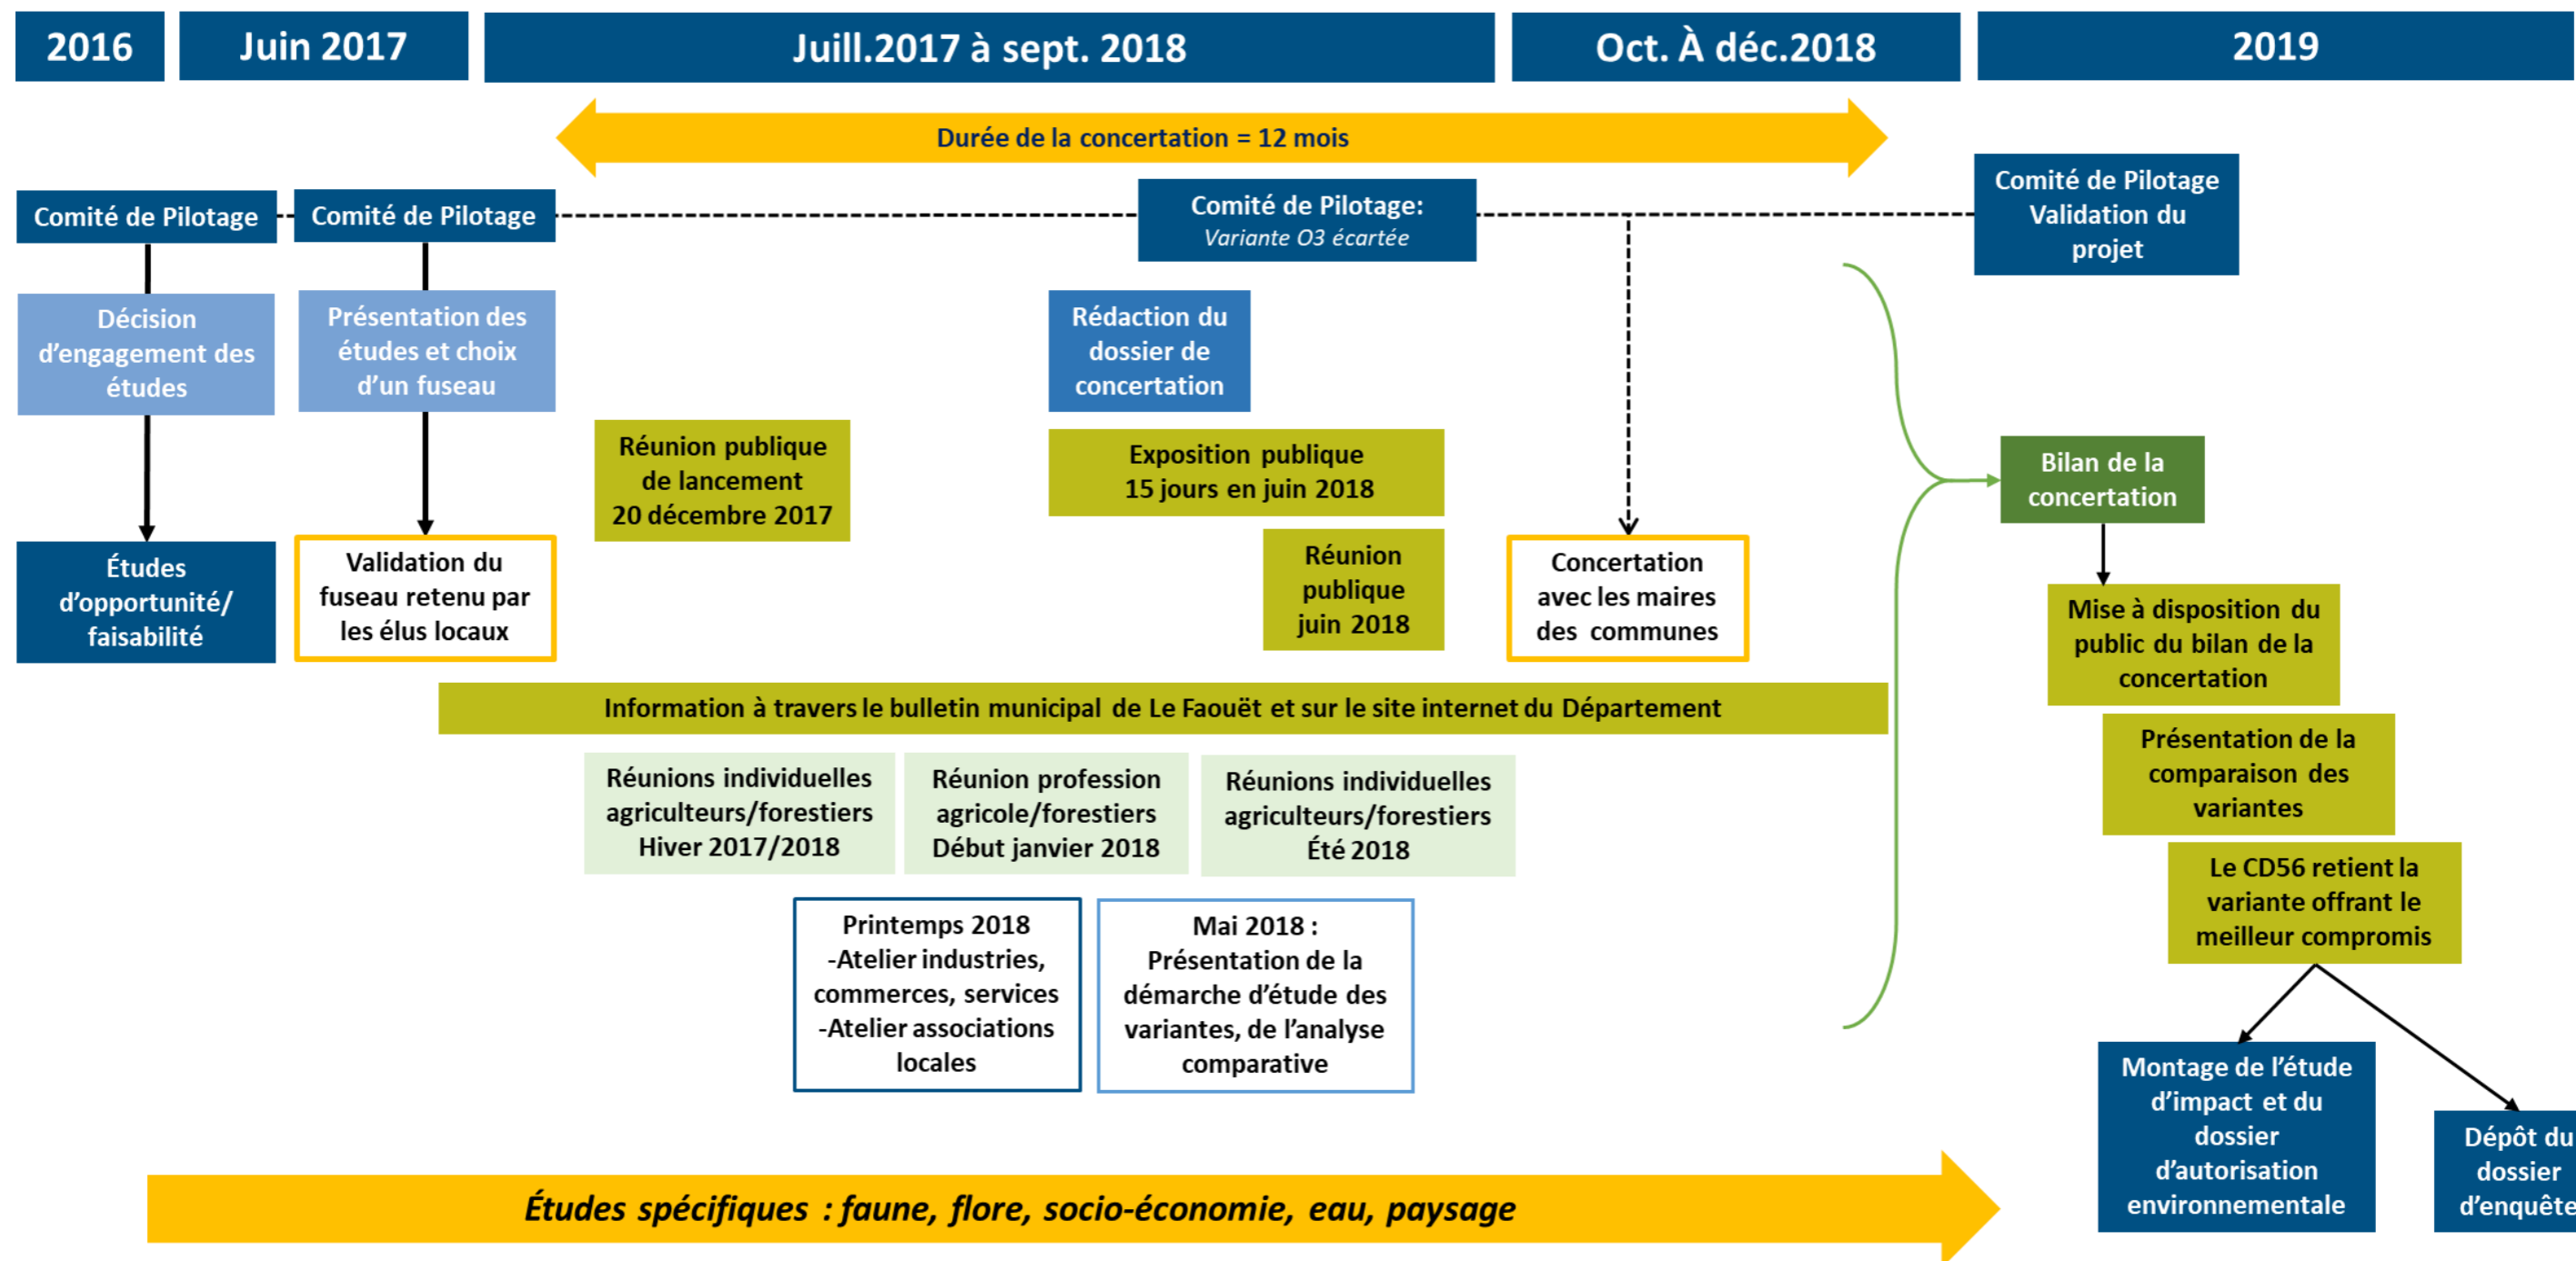 2016
Juin 2017
Juill.2017 à sept. 2018
Oct. À déc.2018
2019
Durée de la concertation = 12 mois
Comité de Pilotage
Comité de Pilotage
Comité de Pilotage:
Variante O3 écartée
Comité de Pilotage
Validation du
projet
Décision
d’engagement des
études
Présentation des
études et choix
d’un fuseau
Rédaction du
dossier de
concertation
Réunion publique
de lancement
20 décembre 2017
Exposition publique
15 jours en juin 2018
Bilan de la
concertation
Études
d’opportunité/
faisabilité
Validation du
fuseau retenu par
les élus locaux
Réunion
publique
juin 2018
Concertation
avec les maires
des communes
Mise à disposition du
public du bilan de la
concertation
Information à travers le bulletin municipal de Le Faouët et sur le site internet du Département
Présentation de la
comparaison des
variantes
Réunions individuelles
agriculteurs/forestiers
Hiver 2017/2018
Réunion profession
agricole/forestiers
Début janvier 2018
Réunions individuelles
agriculteurs/forestiers
Été 2018
Le CD56 retient la
variante offrant le
meilleur compromis
Printemps 2018
-Atelier industries,
commerces, services
-Atelier associations
locales
Mai 2018 :
Présentation de la
démarche d’étude des
variantes, de l’analyse
comparative
Montage de l’étude
d’impact et du
dossier
d’autorisation
environnementale
Dépôt du
dossier
d’enquête
Études spécifiques : faune, flore, socio-économie, eau, paysage